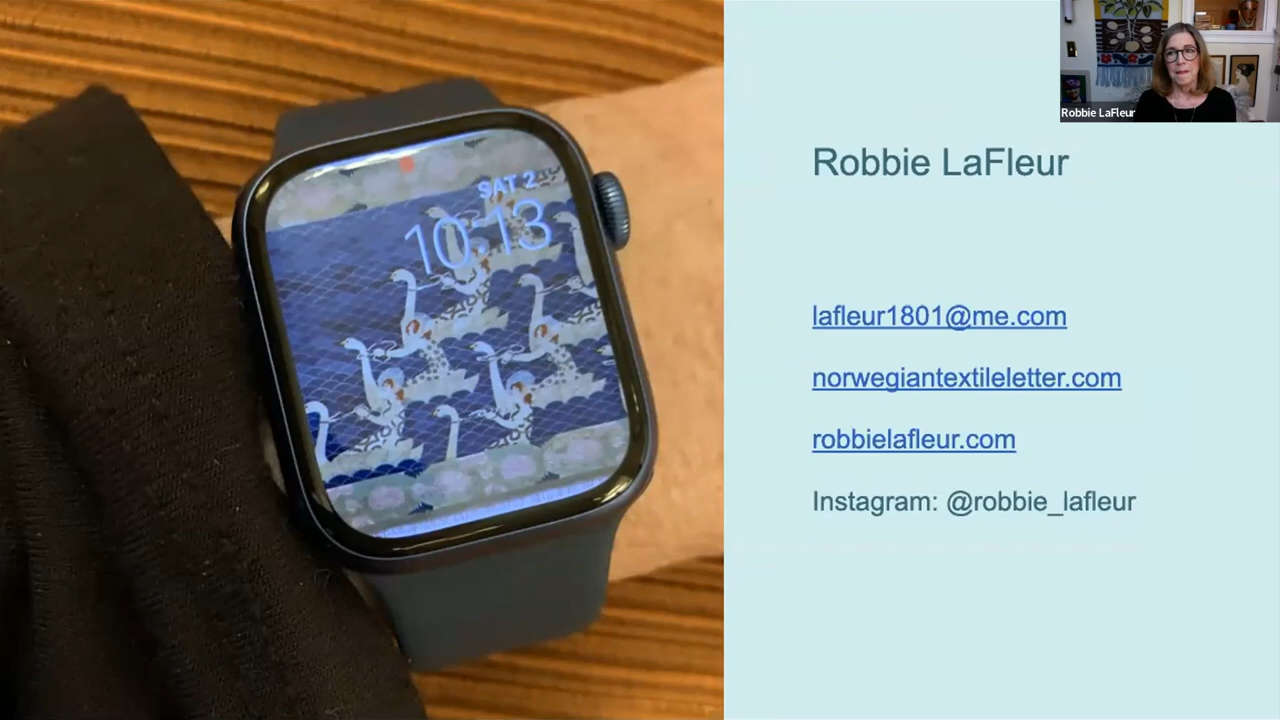 SAT 2
10:13
Robbie LaFleur
Robbie LaFleur
lafleur1801@me.com
norwegiantextileletter.com
robbielafleur.com
Instagram: @robbie_lafleur